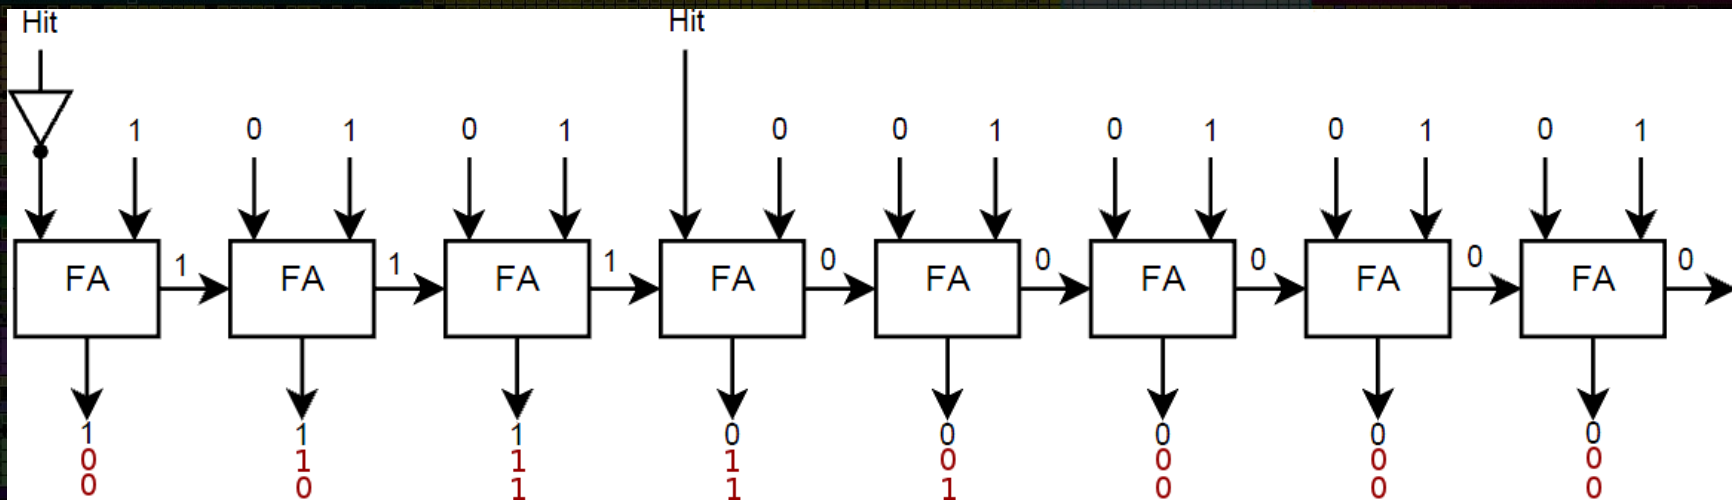 Hit Hit
1 0 1 0 1 0 0 1 0 1 0 1 0 1
FA 1 FA 1 FA 1 FA 0 FA 0 FA 0 FA 0 FA 0
1 1 1 0 0 0 0 0
0 1 1 1 0 0 0 0
0 0 1 1 1 0 0 0